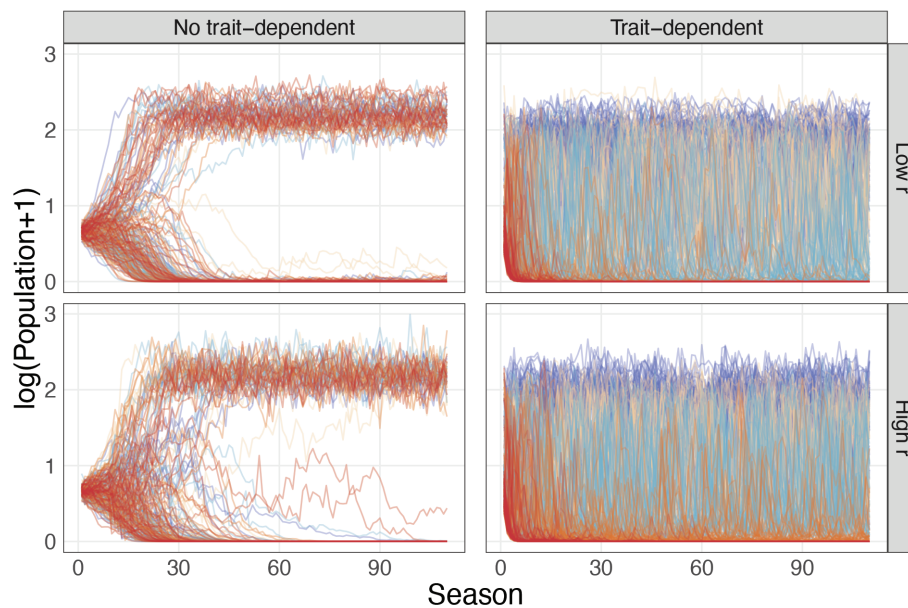 No trait−dependent
Trait−dependent
3
2
1
0
Low r
3
2
1
0
High r
log(Population+1)
0
30
60
90
0
30
60
90
Season